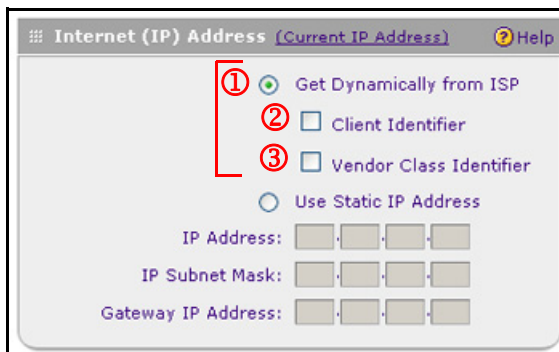 Internet (IP) Address (Current IP Address) ? Help
① Get Dynamically from ISP
② Client Identifier
③ Vendor Class Identifier
Use Static IP Address
IP Address: . . .
IP Subnet Mask: . . .
Gateway IP Address: . . .